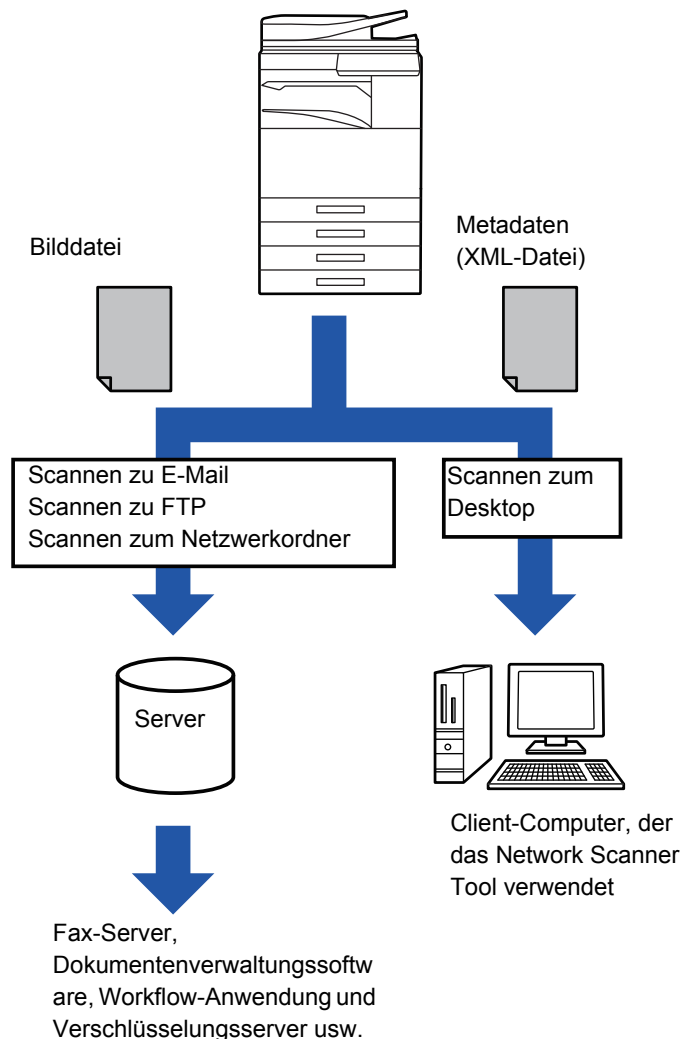 Bilddatei
Metadaten
(XML-Datei)
Scannen zu E-Mail
Scannen zu FTP
Scannen zum Netzwerkordner
Scannen zum
Desktop
Server
Client-Computer, der
das Network Scanner
Tool verwendet
Fax-Server,
Dokumentenverwaltungssoftw
are, Workflow-Anwendung und
Verschlüsselungsserver usw.